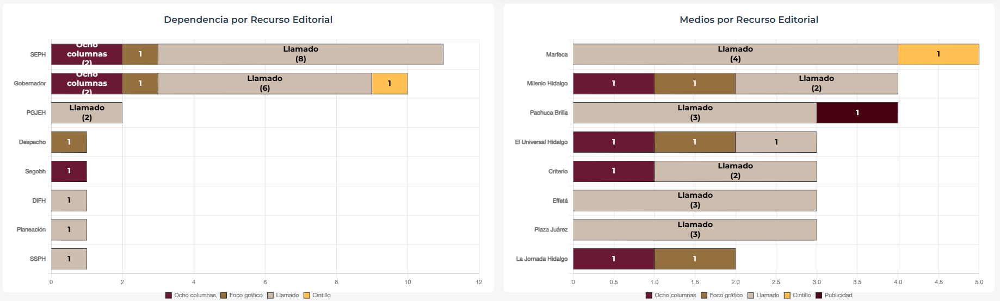 Dependencia por Recurso Editorial
SEPH
Ocho
columnas
(2)
1
Llamado
(8)
Gobernador
Ocho
columnas
(2)
1
Llamado
(6)
1
PGJEH
Llamado
(2)
Despacho
1
Segobh
1
DIFH
1
Planeación
1
SSPH
1
0 2 4 6 8 10 12
Ocho columnas Foco gráfico Llamado Cintillo
Medios por Recurso Editorial
Marfeca
Llamado
(4)
1
Milenio Hidalgo
1
1
Llamado
(2)
Pachuca Brilla
Llamado
(3)
1
El Universal Hidalgo
1
1
1
Criterio
1
Llamado
(2)
Effetá
Llamado
(3)
Plaza Juárez
Llamado
(3)
La Jornada Hidalgo
1
1
0 0.5 1.0 1.5 2.0 2.5 3.0 3.5 4.0 4.5 5.0
Ocho columnas Foco gráfico Llamado Cintillo Publicidad